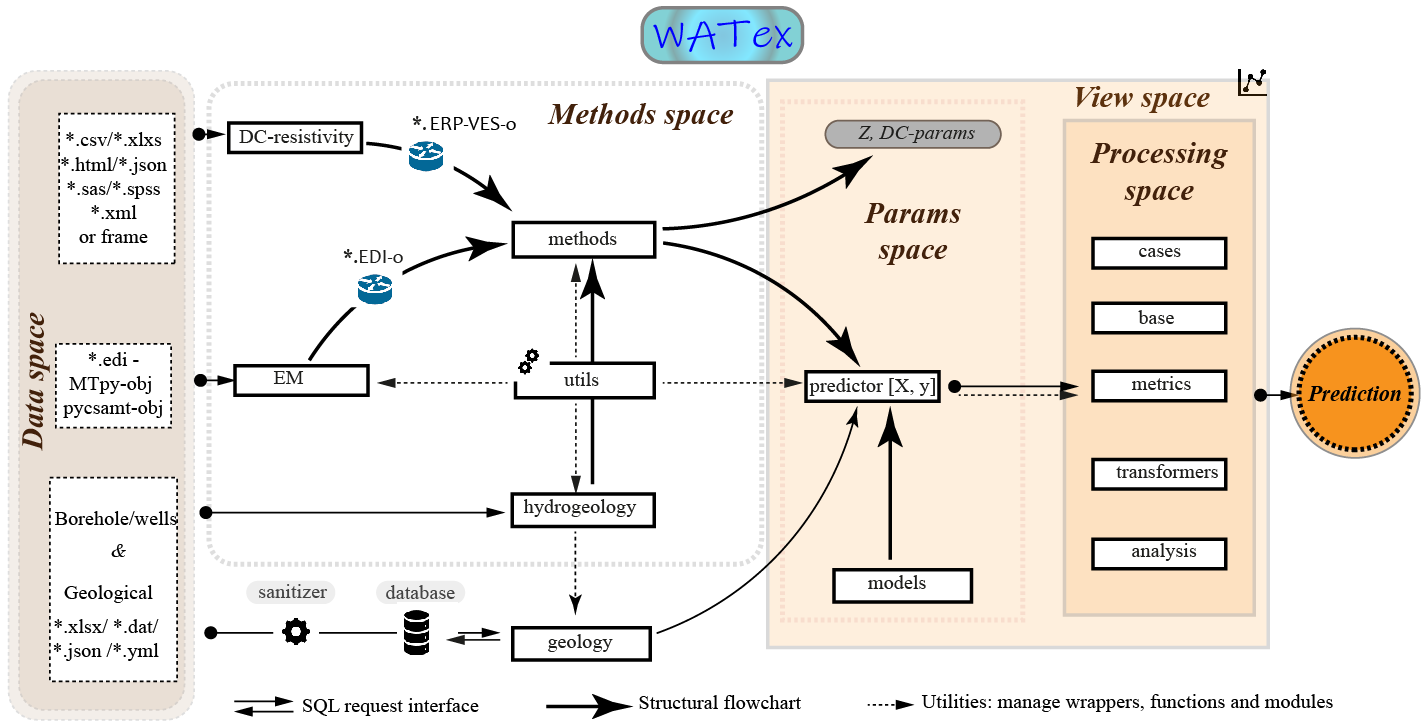 WATex
Data space
*.csv/*.xlxs
*.html/*.json
*.sas/*.spss
*.xml
or frame
*.edi -
MTpy-obj
pycsamt-obj
Borehole/wells
&
Geological
*.xlsx/ *.dat/
*.json /*.yml
Methods space
DC-resistivity
*.ERP-VES-o
methods
*.EDI-o
EM
utils
hydrogeology
sanitizer
database
geology
View space
Z, DC-params
Params
space
predictor [X, y]
models
Processing
space
cases
base
metrics
transformers
analysis
Prediction
SQL request interface
Structural flowchart
Utilities: manage wrappers, functions and modules